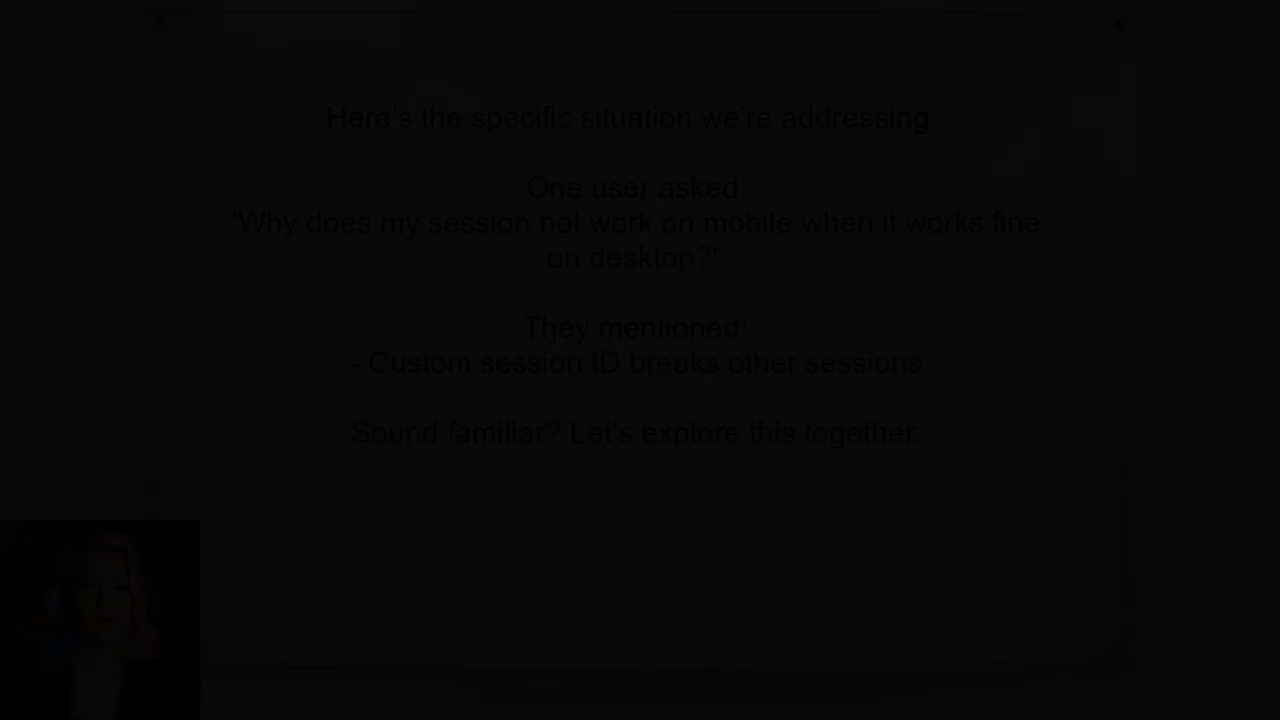 Here's the specific situation we're addressing:
One user asked:
'Why does my session not work on mobile when it works fine
on desktop?'
They mentioned:
- Custom session ID breaks other sessions
Sound familiar? Let's explore this together.